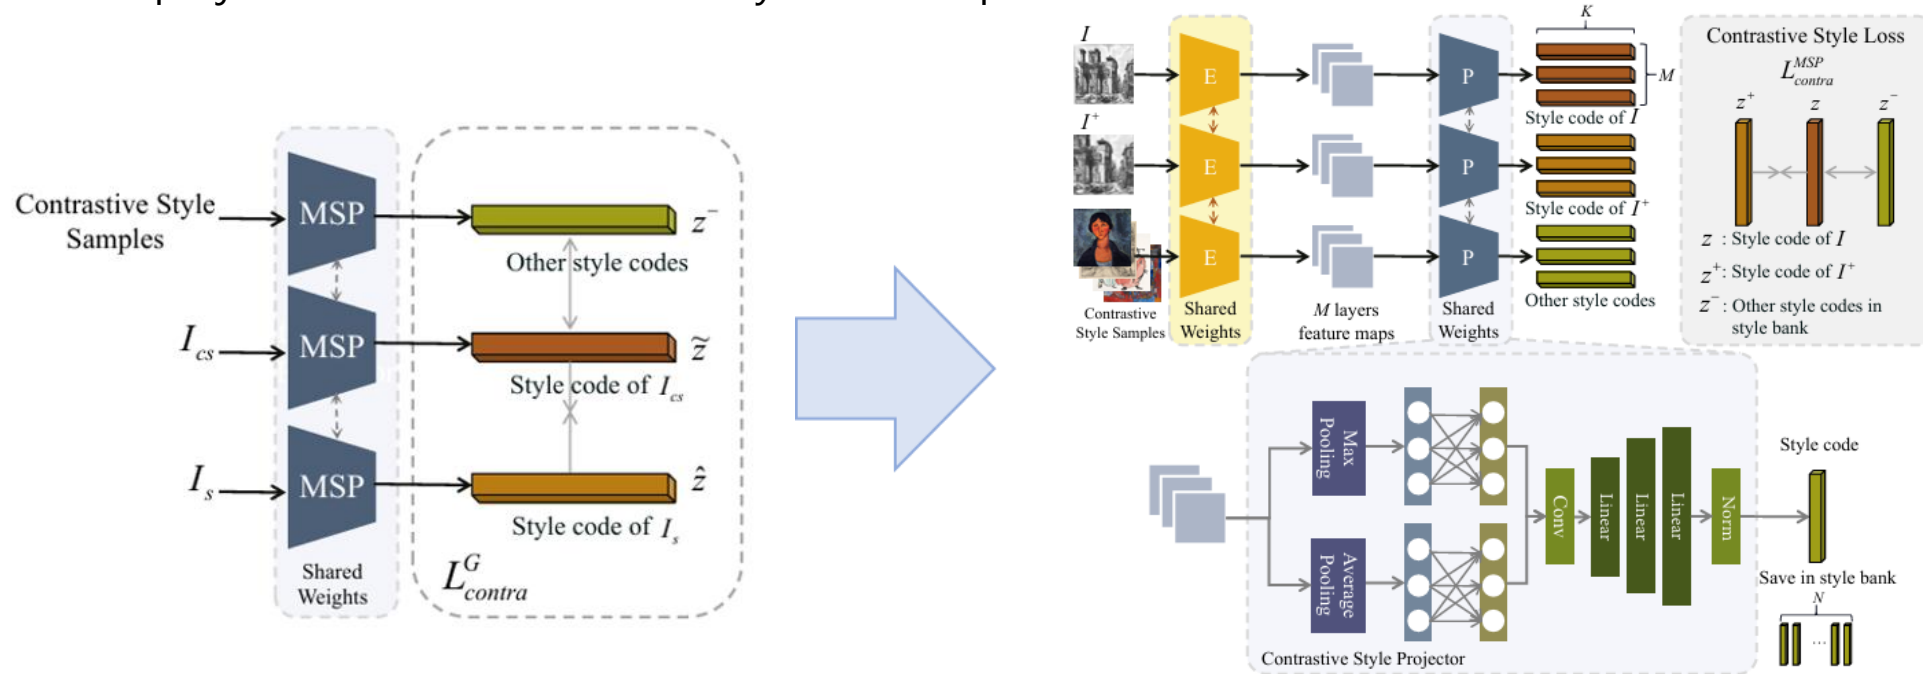 Contrastive Style
Samples
MSP
z⁻
Other style codes
I_cs
MSP
z̃
Style code of I_cs
I_s
MSP
ẑ
Style code of I_s
Shared
Weights
L^G_contra
I
E
P
K
M
Style code of I
I⁺
E
P
Style code of I⁺
E
P
Other style codes
Contrastive
Style Samples
Shared
Weights
M layers
feature maps
Shared
Weights
Contrastive Style Loss
L^MSP_contra
z⁺ z z⁻
z : Style code of I
z⁺ : Style code of I⁺
z⁻ : Other style codes in
style bank
Max
Pooling
Average
Pooling
Conv
Linear
Linear
Linear
Norm
Style code
Save in style bank
N
...
Contrastive Style Projector